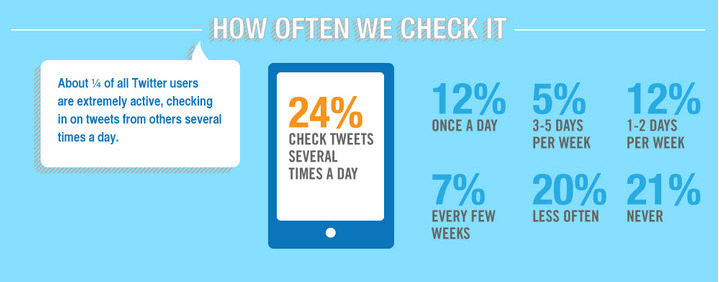 HOW OFTEN WE CHECK IT
About ¼ of all Twitter users
are extremely active, checking
in on tweets from others several
times a day.
24%
CHECK TWEETS
SEVERAL
TIMES A DAY
12%
ONCE A DAY
5%
3-5 DAYS
PER WEEK
12%
1-2 DAYS
PER WEEK
7%
EVERY FEW
WEEKS
20%
LESS OFTEN
21%
NEVER